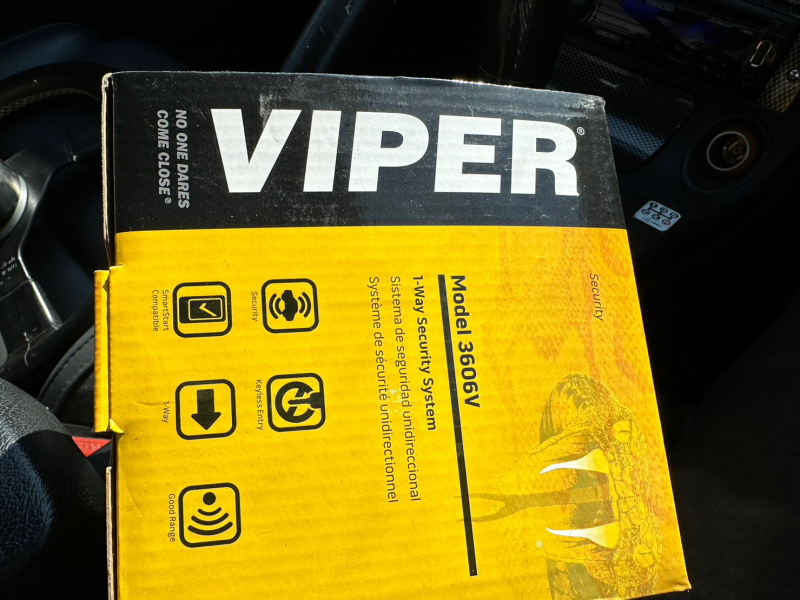 VIPER®
NO ONE DARES
COME CLOSE®
Security
Model 3606V
1-Way Security System
Sistema de seguridad unidireccional
Système de sécurité unidirectionnel
Security
Keyless Entry
SmartStart
Compatible
1-Way
Good Range